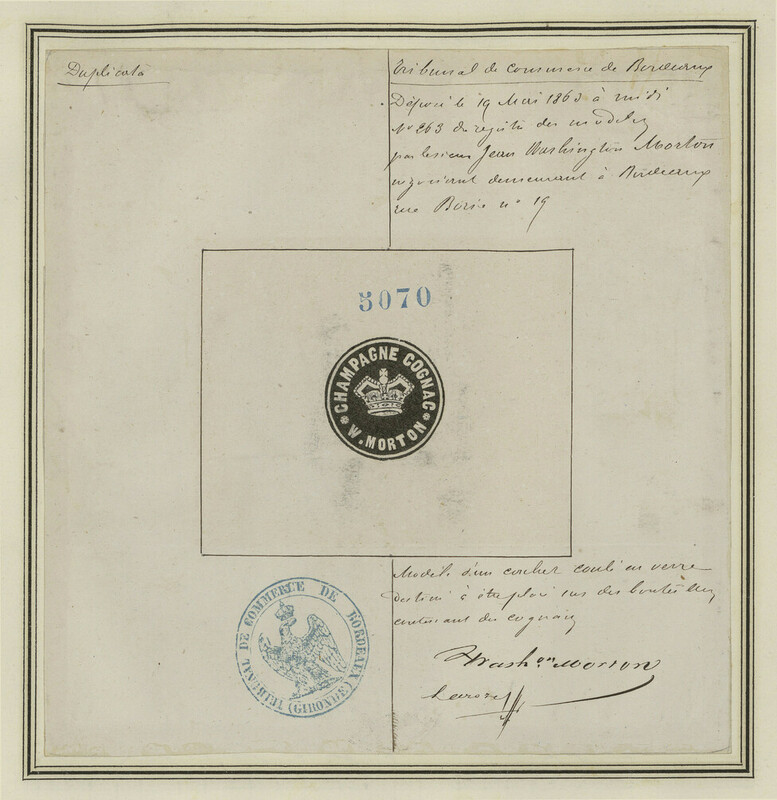 Duplicata
Tribunal de commerce de Bordeaux
Déposé le 19 Mai 1863 à midi
No 263 du registre des modèles
par le sieur Jean Washington Morton
négociant demeurant à Bordeaux
rue Borie no 19
5070
CHAMPAGNE COGNAC
W. MORTON
Modèle d'un cachet coulé en verre
destiné à être placé sur des bouteilles
contenant du cognac
TRIBUNAL DE COMMERCE DE BORDEAUX
(GIRONDE)
Washon Morton